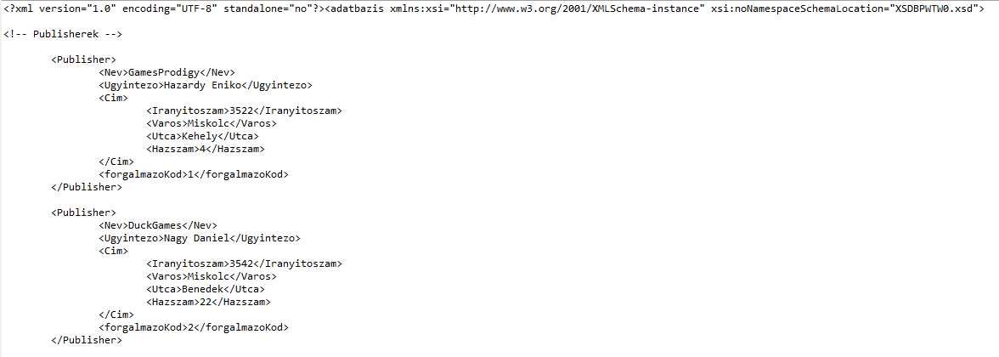 <?xml version="1.0" encoding="UTF-8" standalone="no"?><adatbazis xmlns:xsi="http://www.w3.org/2001/XMLSchema-instance" xsi:noNamespaceSchemaLocation="XSDBPWTW0.xsd">
<!-- Publisherek -->
<Publisher>
<Nev>GamesProdigy</Nev>
<Ugyintezo>Hazardy Eniko</Ugyintezo>
<Cim>
<Iranyitoszam>3522</Iranyitoszam>
<Varos>Miskolc</Varos>
<Utca>Kehely</Utca>
<Hazszam>4</Hazszam>
</Cim>
<forgalmazoKod>1</forgalmazoKod>
</Publisher>
<Publisher>
<Nev>DuckGames</Nev>
<Ugyintezo>Nagy Daniel</Ugyintezo>
<Cim>
<Iranyitoszam>3542</Iranyitoszam>
<Varos>Miskolc</Varos>
<Utca>Benedek</Utca>
<Hazszam>22</Hazszam>
</Cim>
<forgalmazoKod>2</forgalmazoKod>
</Publisher>